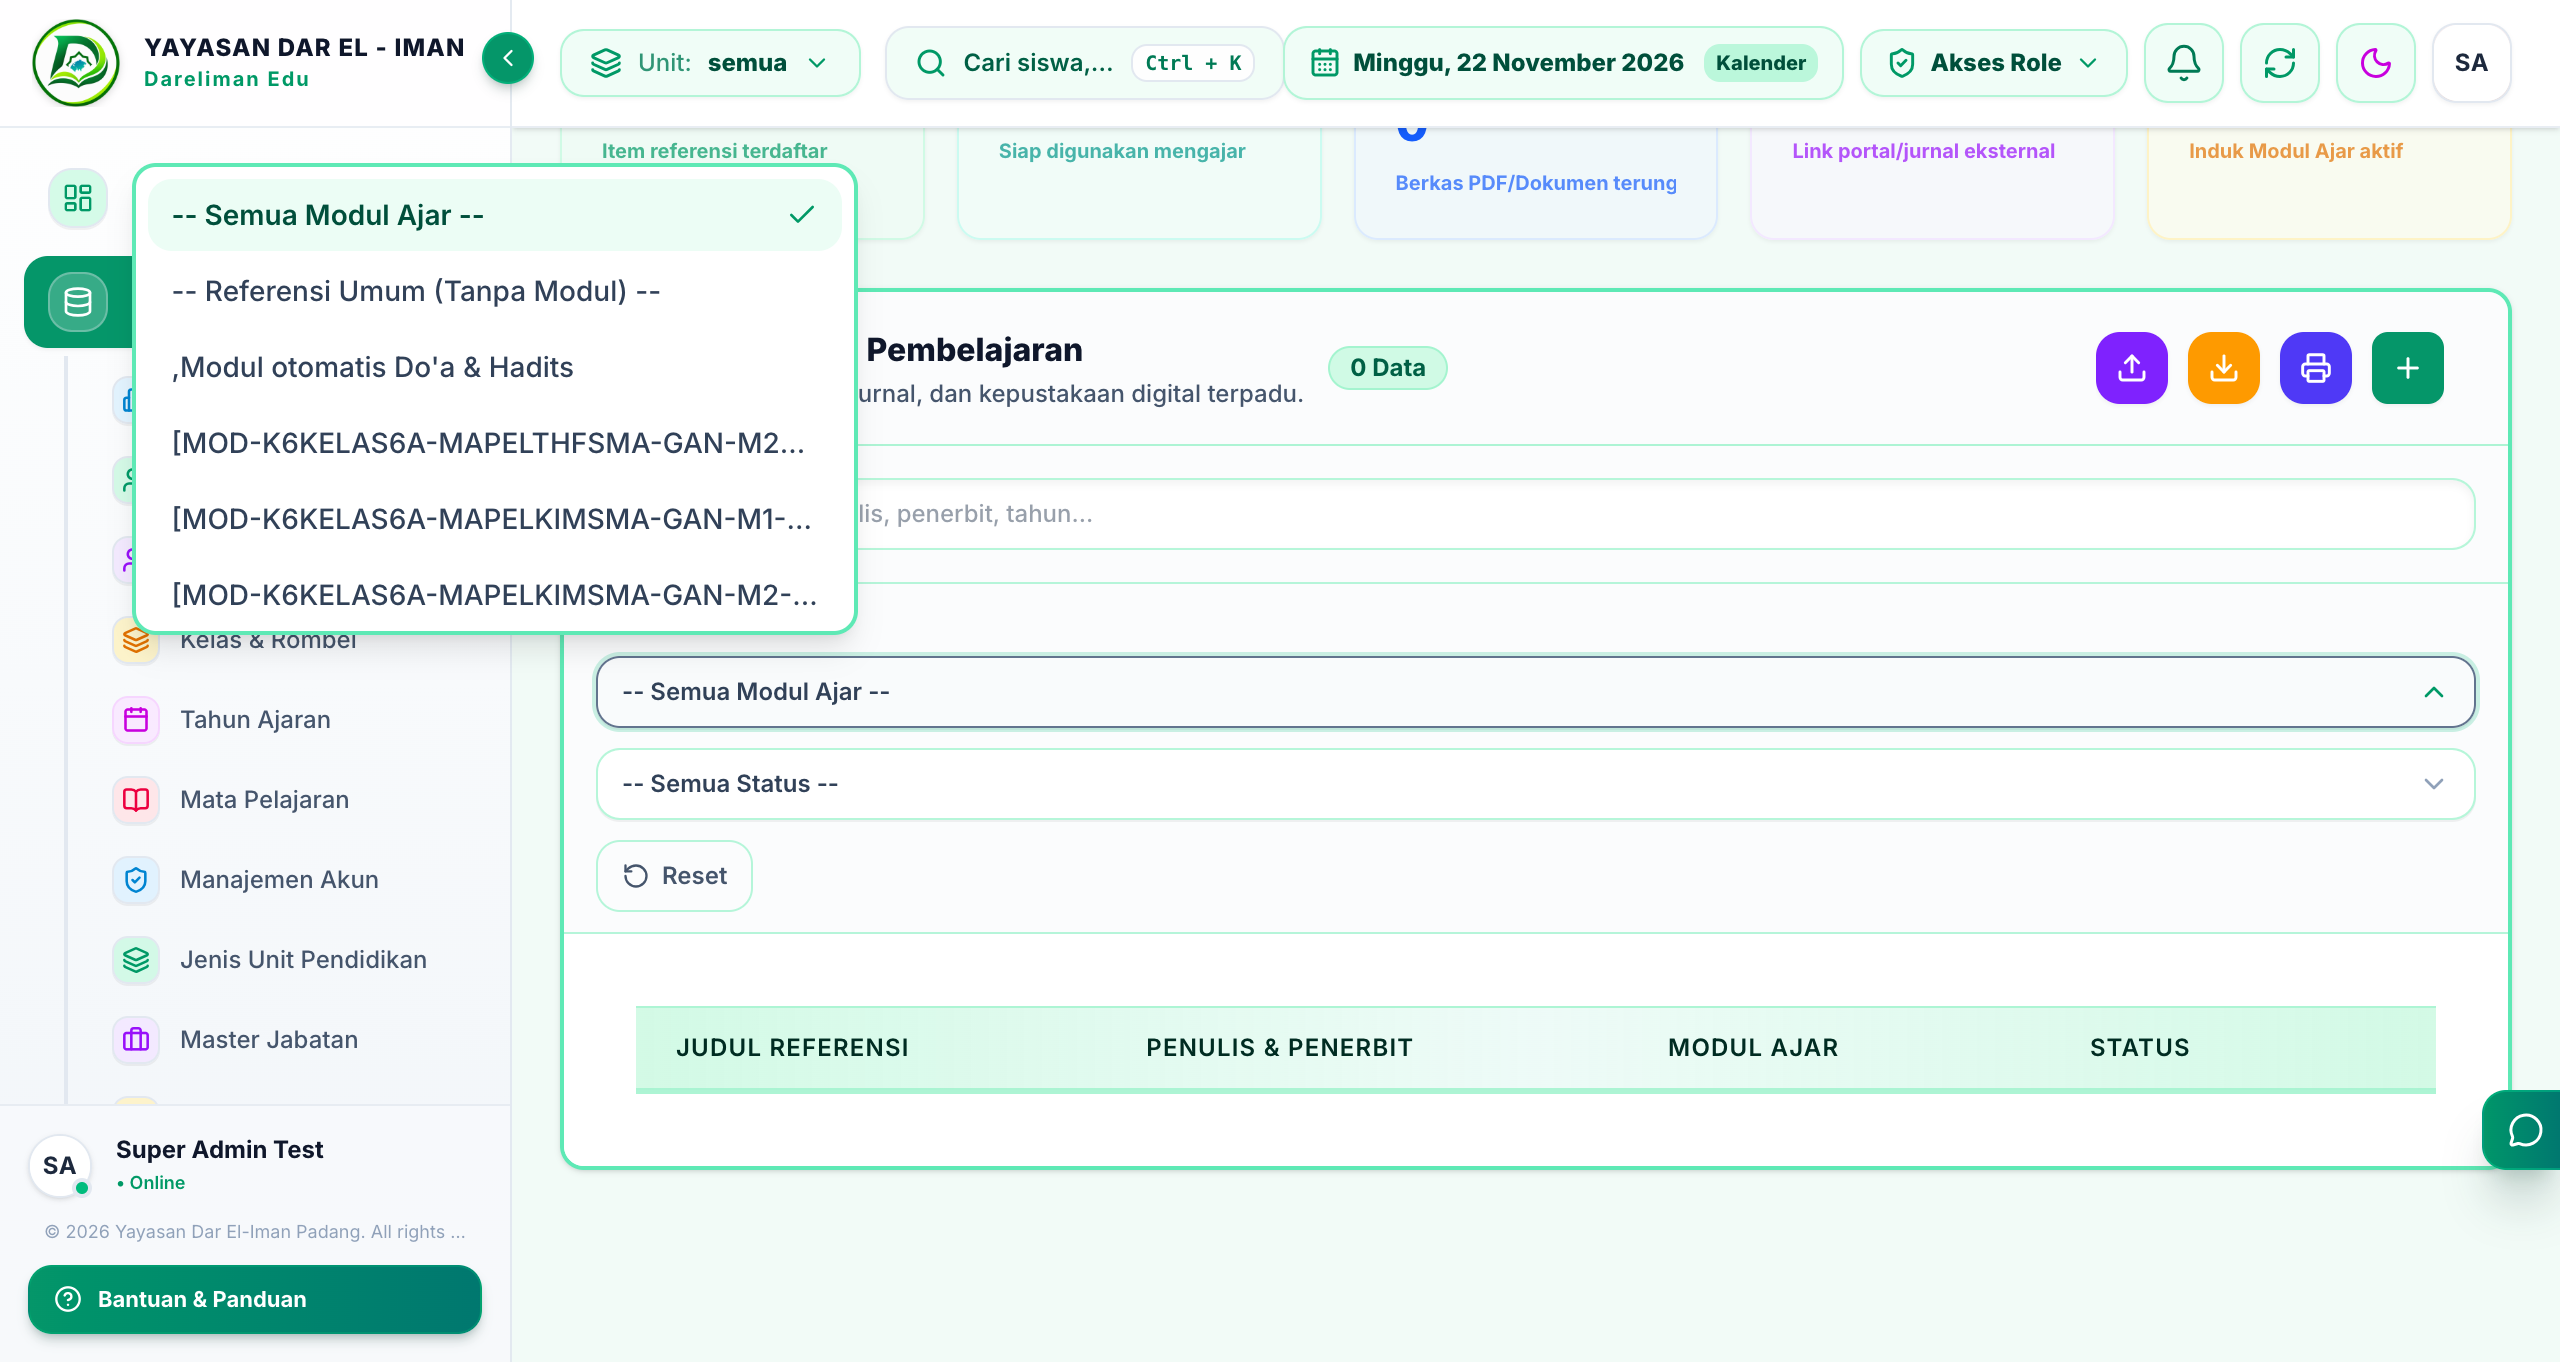 YAYASAN DAR EL - IMAN
Dareliman Edu
Unit: semua
Cari siswa,...
Ctrl + K
Minggu, 22 November 2026
Kalender
Akses Role
SA
Item referensi terdaftar
Siap digunakan mengajar
Berkas PDF/Dokumen terung
Link portal/jurnal eksternal
Induk Modul Ajar aktif
-- Semua Modul Ajar --
-- Referensi Umum (Tanpa Modul) --
,Modul otomatis Do'a & Hadits
[MOD-K6KELAS6A-MAPELTHFSMA-GAN-M2...
[MOD-K6KELAS6A-MAPELKIMSMA-GAN-M1-...
[MOD-K6KELAS6A-MAPELKIMSMA-GAN-M2-...
Pembelajaran
urnal, dan kepustakaan digital terpadu.
0 Data
lis, penerbit, tahun...
-- Semua Modul Ajar --
-- Semua Status --
Reset
JUDUL REFERENSI
PENULIS & PENERBIT
MODUL AJAR
STATUS
Kelas & Rombel
Tahun Ajaran
Mata Pelajaran
Manajemen Akun
Jenis Unit Pendidikan
Master Jabatan
SA
Super Admin Test
• Online
© 2026 Yayasan Dar El-Iman Padang. All rights ...
Bantuan & Panduan